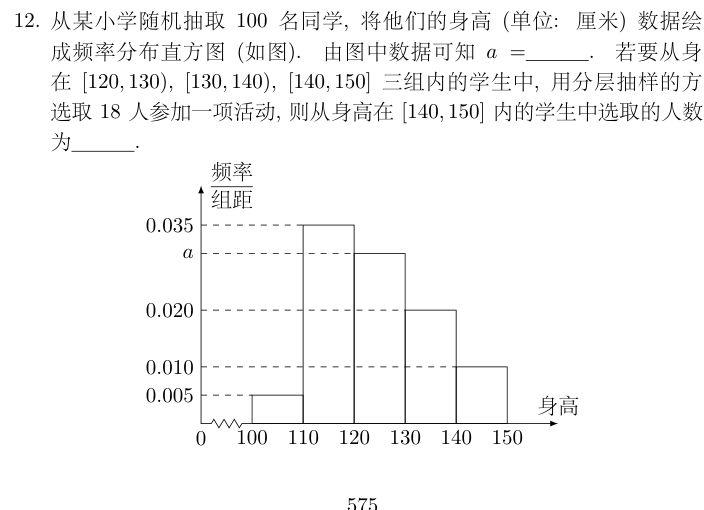 12. 从某小学随机抽取 100 名同学, 将他们的身高 (单位: 厘米) 数据绘
成频率分布直方图 (如图). 由图中数据可知 a =______. 若要从身
在 [120, 130), [130, 140), [140, 150] 三组内的学生中, 用分层抽样的方
选取 18 人参加一项活动, 则从身高在 [140, 150] 内的学生中选取的人数
为______.
频率
组距
0.035
a
0.020
0.010
0.005
身高
0 100 110 120 130 140 150
575